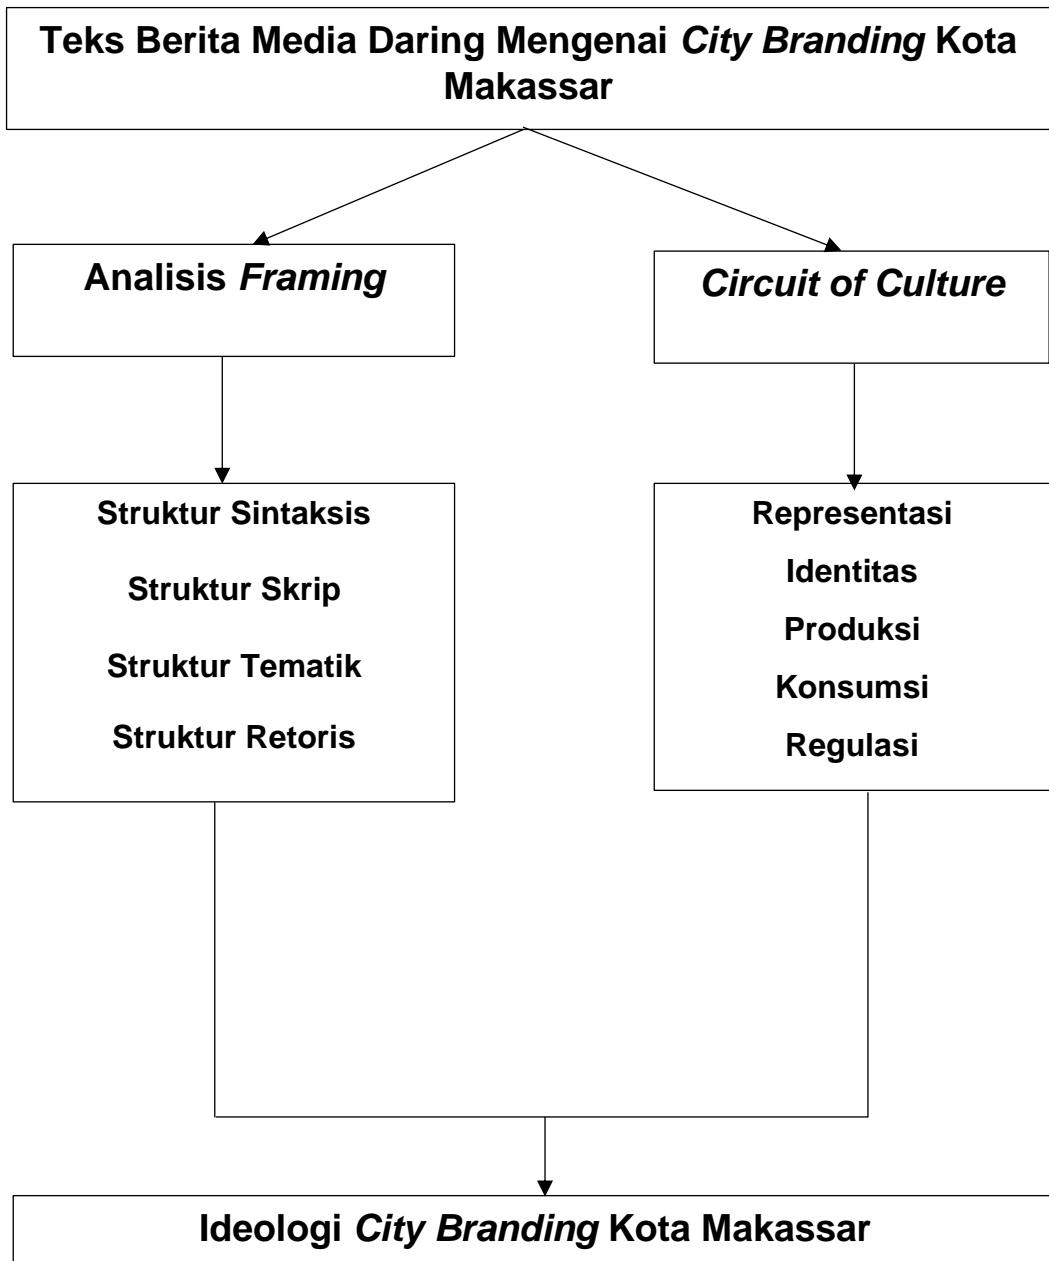 Teks Berita Media Daring Mengenai City Branding Kota
Makassar
Analisis Framing
Circuit of Culture
Struktur Sintaksis
Struktur Skrip
Struktur Tematik
Struktur Retoris
Representasi
Identitas
Produksi
Konsumsi
Regulasi
Ideologi City Branding Kota Makassar